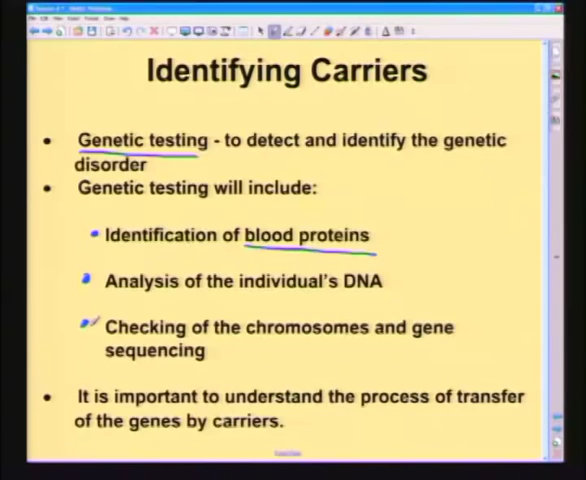 Identifying Carriers
• Genetic testing - to detect and identify the genetic
disorder
• Genetic testing will include:
• Identification of blood proteins
• Analysis of the individual's DNA
• Checking of the chromosomes and gene
sequencing
• It is important to understand the process of transfer
of the genes by carriers.